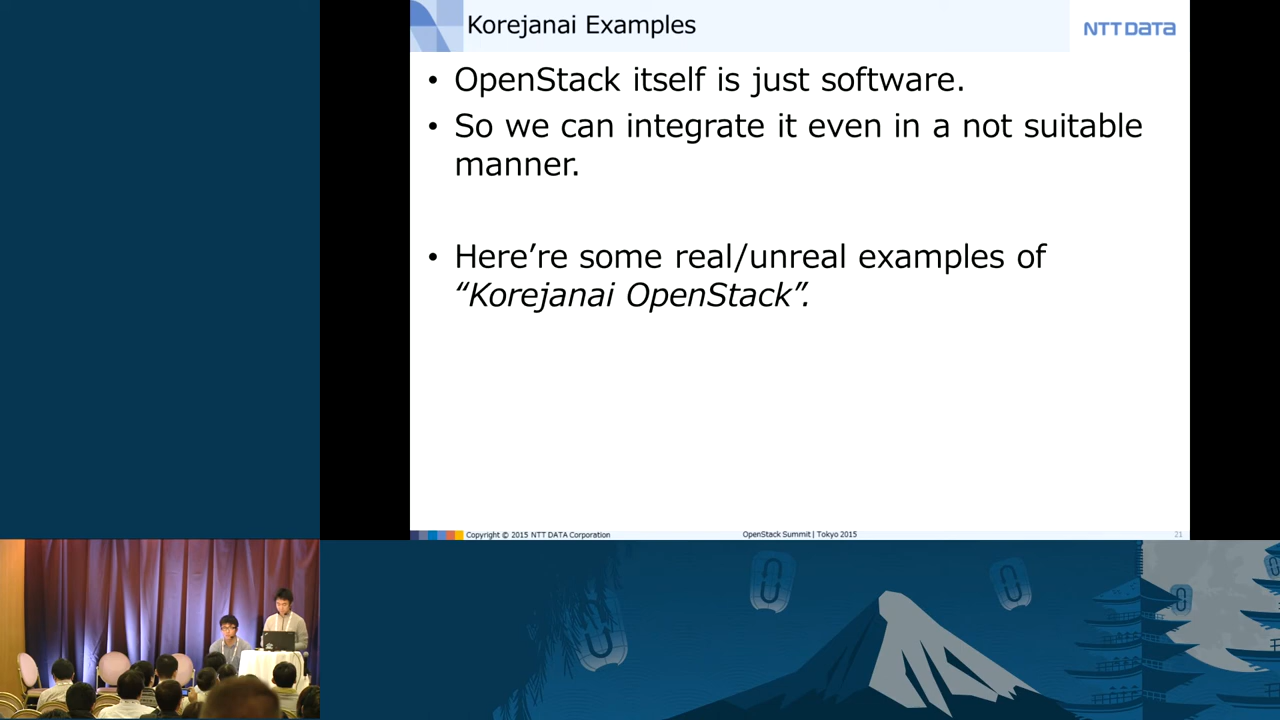 Korejanai Examples
NTT DATA
• OpenStack itself is just software.
• So we can integrate it even in a not suitable
manner.
• Here’re some real/unreal examples of
“Korejanai OpenStack”.
Copyright © 2015 NTT DATA Corporation
OpenStack Summit | Tokyo 2015
21